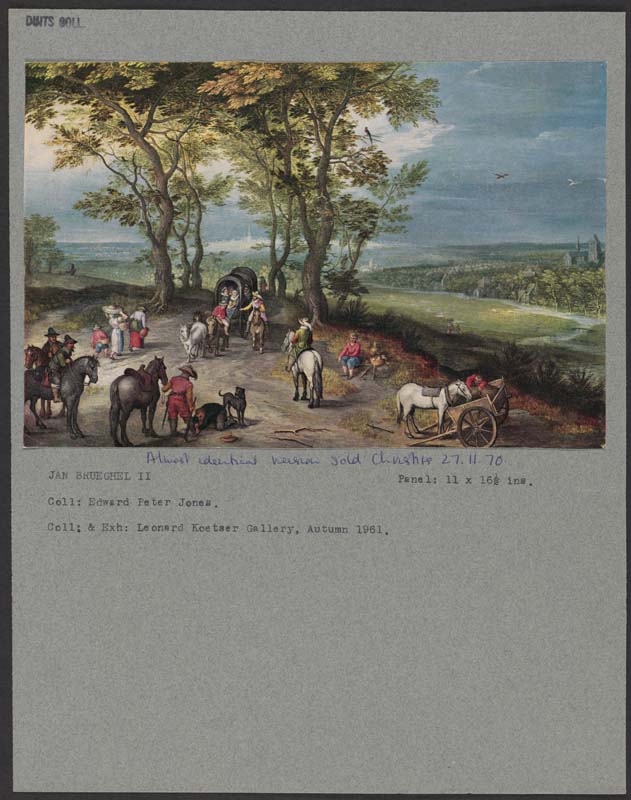 DUITS COLL
Almost identical version sold Christie 27.11.70
JAN BRUEGHEL II
Panel: 11 x 16½ ins.
Coll: Edward Peter Jones.
Coll: & Exh: Leonard Koetser Gallery, Autumn 1961.